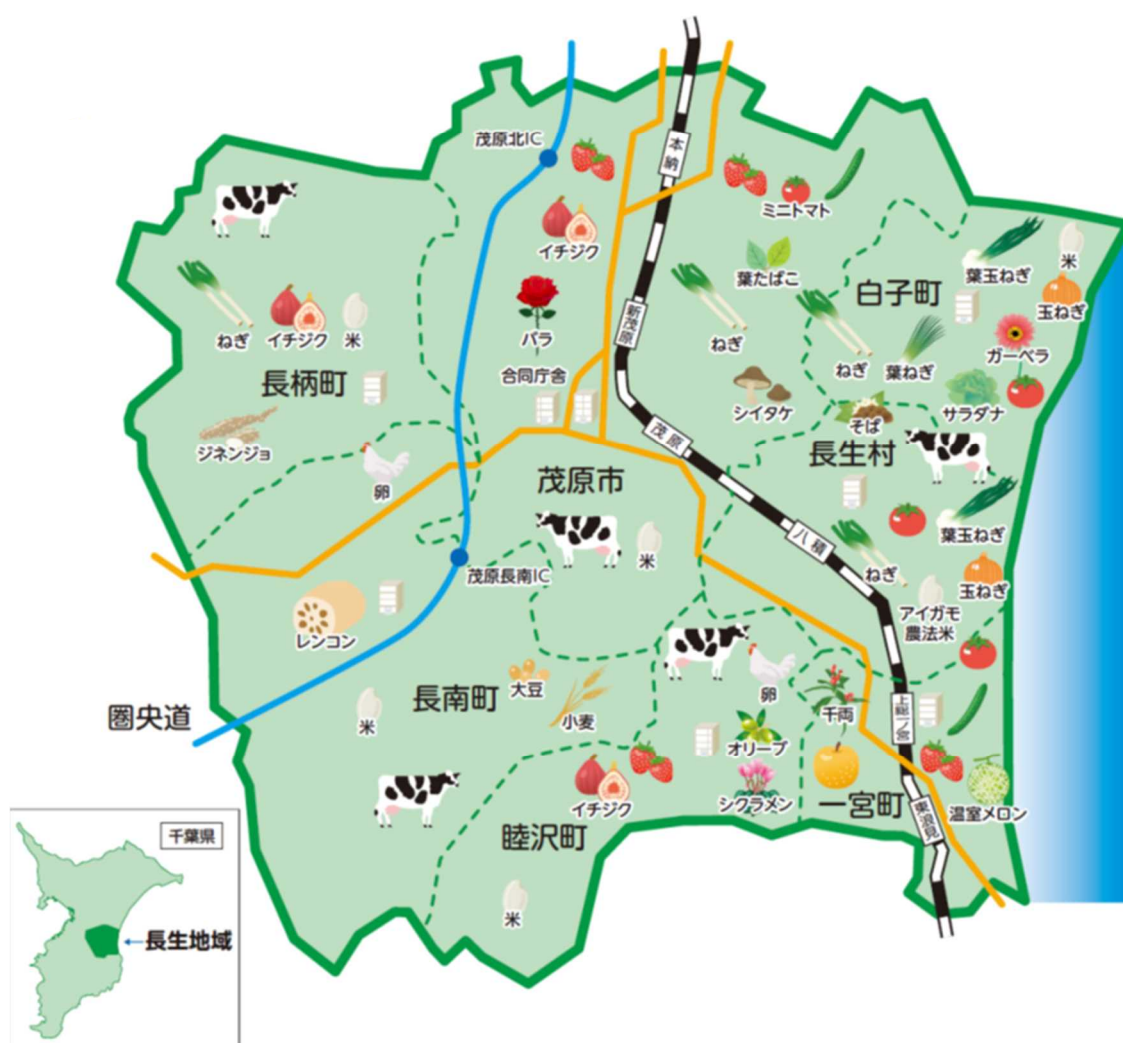 本納
茂原北IC
ミニトマト
イチジク
葉たばこ
葉玉ねぎ
米
白子町
玉ねぎ
ねぎ
イチジク
米
バラ
新茂原
ねぎ
ねぎ
葉ねぎ
ガーベラ
長柄町
合同庁舎
シイタケ
そば
サラダナ
ジネンジョ
卵
茂原
長生村
茂原市
八積
葉玉ねぎ
米
茂原長南IC
ねぎ
玉ねぎ
アイガモ
農法米
レンコン
大豆
長南町
小麦
卵
千両
上総一ノ宮
圏央道
米
オリーブ
イチジク
シクラメン
一宮町
温室メロン
東浪見
睦沢町
米
千葉県
長生地域